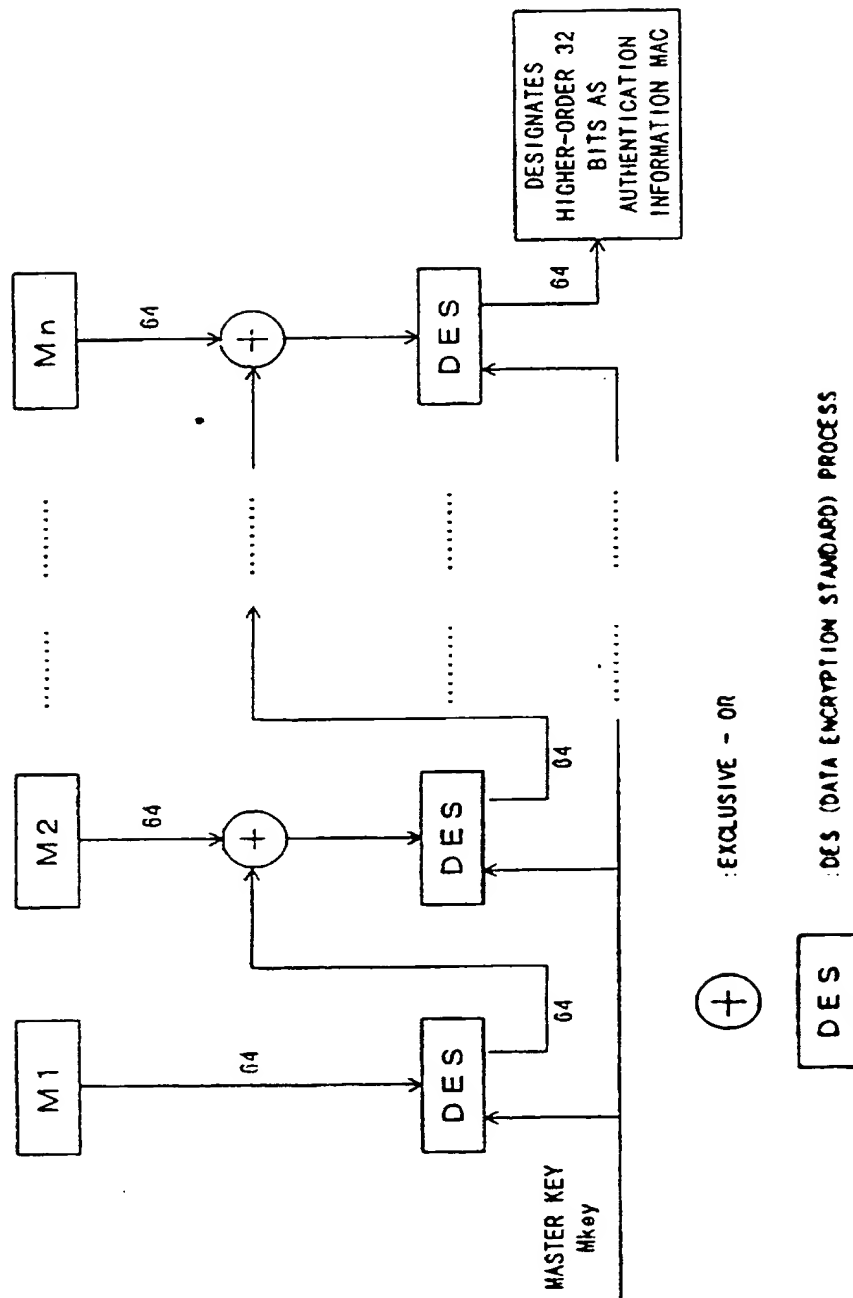 M1
M2
Mn
64
64
64
64
64
DES
DES
DES
64
DESIGNATES
HIGHER-ORDER 32
BITS AS
AUTHENTICATION
INFORMATION MAC
MASTER KEY
Mkey
.........
.........
.........
.........
.........
.........
.........
+
+
+
:EXCLUSIVE - OR
DES
:DES (DATA ENCRYPTION STANDARD) PROCESS